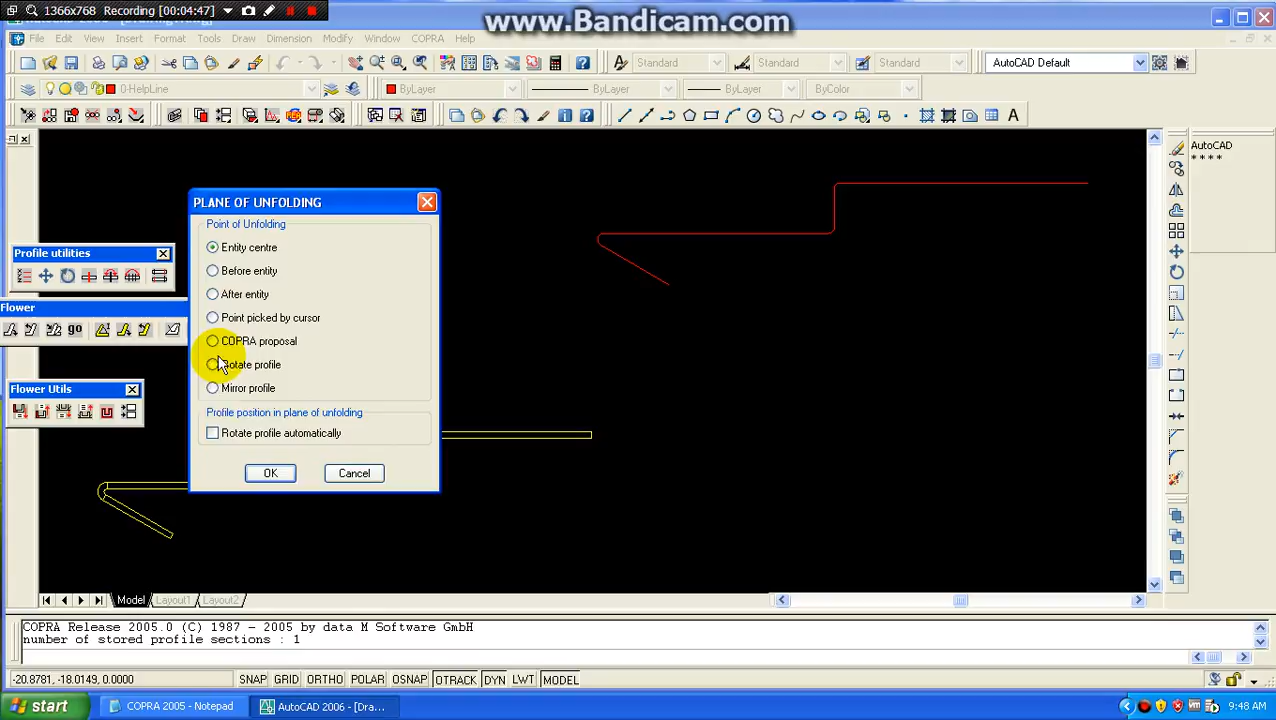 1366x768 Recording [00:04:47]
www.Bandicam.com
File Edit View Insert Format Tools Draw Dimension Modify Window COPRA Help
Standard Standard Standard AutoCAD Default
0-HelpLine ByLayer ByLayer ByLayer ByColor
AutoCAD
* * * *
PLANE OF UNFOLDING
Point of Unfolding
Entity centre
Before entity
After entity
Point picked by cursor
COPRA proposal
Rotate profile
Mirror profile
Profile position in plane of unfolding
Rotate profile automatically
OK Cancel
Profile utilities
Flower
go
Flower Utils
Model Layout1 Layout2
COPRA Release 2005.0 (C) 1987 - 2005 by data M Software GmbH
number of stored profile sections : 1
-20.8781, -18.0149, 0.0000 SNAP GRID ORTHO POLAR OSNAP OTRACK DYN LWT MODEL
start COPRA 2005 - Notepad AutoCAD 2006 - [Dra... 9:48 AM